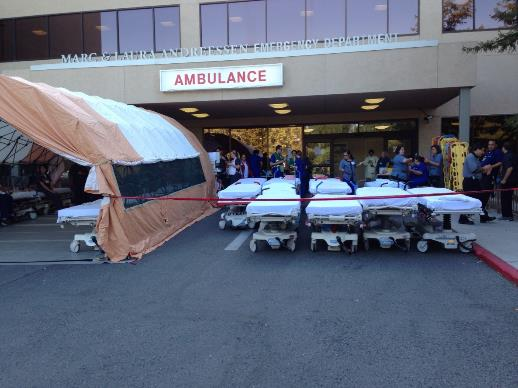 MARC & LAURA ANDREESSEN EMERGENCY DEPARTMENT
AMBULANCE